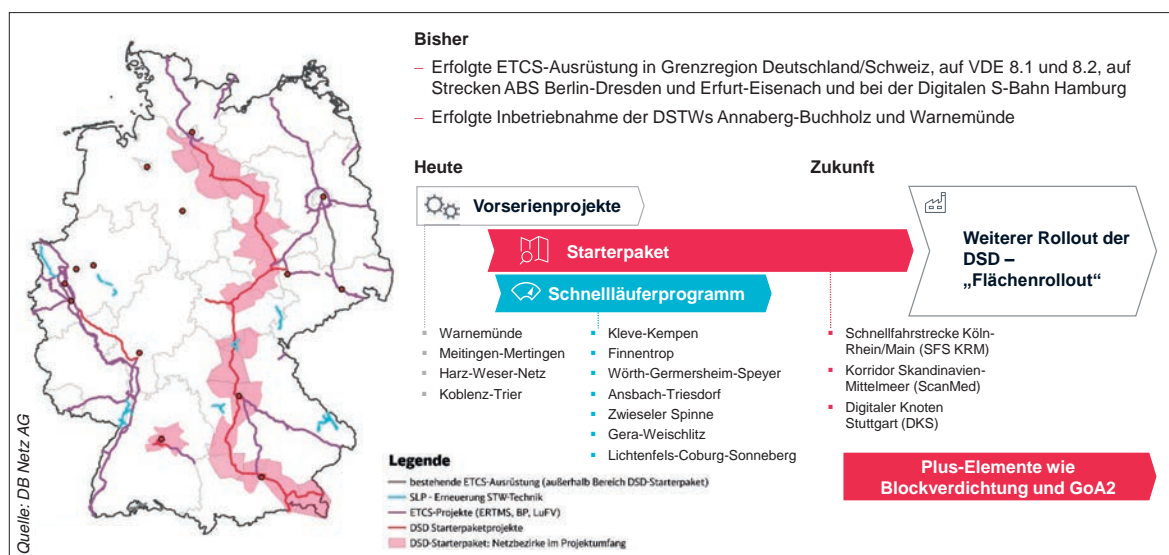 Bisher
– Erfolgte ETCS-Ausrüstung in Grenzregion Deutschland/Schweiz, auf VDE 8.1 und 8.2, auf
Strecken ABS Berlin-Dresden und Erfurt-Eisenach und bei der Digitalen S-Bahn Hamburg
– Erfolgte Inbetriebnahme der DSTWs Annaberg-Buchholz und Warnemünde
Heute
Zukunft
Vorserienprojekte
Starterpaket
Schnellläuferprogramm
Weiterer Rollout der
DSD –
„Flächenrollout“
Warnemünde
Meitingen-Mertingen
Harz-Weser-Netz
Koblenz-Trier
Kleve-Kempen
Finnentrop
Wörth-Germersheim-Speyer
Ansbach-Triesdorf
Zwieseler Spinne
Gera-Weischlitz
Lichtenfels-Coburg-Sonneberg
Schnellfahrstrecke Köln-
Rhein/Main (SFS KRM)
Korridor Skandinavien-
Mittelmeer (ScanMed)
Digitaler Knoten
Stuttgart (DKS)
Plus-Elemente wie
Blockverdichtung und GoA2
Legende
bestehende ETCS-Ausrüstung (außerhalb Bereich DSD-Starterpaket)
SLP - Erneuerung STW-Technik
ETCS-Projekte (ERTMS, BP, LuFV)
DSD Starterpaketprojekte
DSD-Starterpaket: Netzbezirke im Projektumfang
Quelle: DB Netz AG